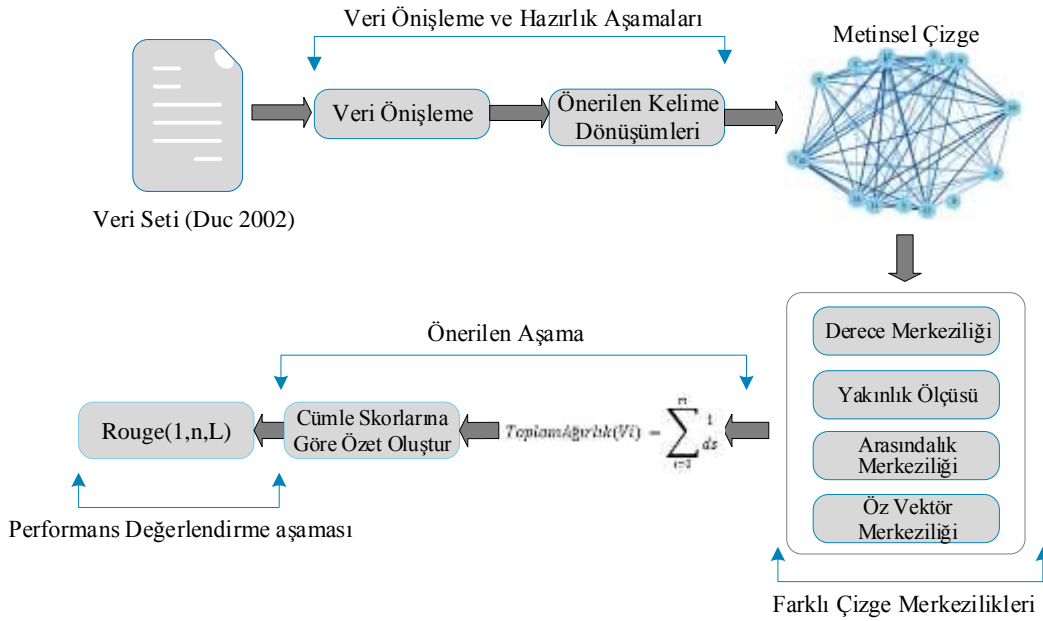 Veri Önişleme ve Hazırlık Aşamaları
Metinsel Çizge
Veri Önişleme
Önerilen Kelime
Dönüşümleri
Veri Seti (Duc 2002)
Derece Merkeziliği
Yakınlık Ölçüsü
Arasındalık
Merkeziliği
Öz Vektör
Merkeziliği
Farklı Çizge Merkezilikleri
Önerilen Aşama
ToplamAğırlık(Vi) =
Cümle Skorlarına
Göre Özet Oluştur
Rouge(1,n,L)
Performans Değerlendirme aşaması